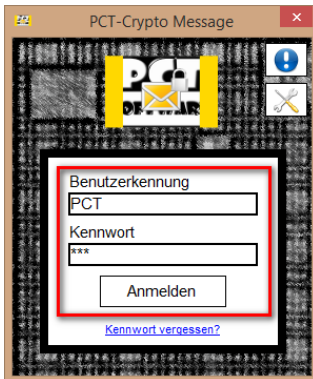 PCT-Crypto Message
PCT
SOFTWARE
Benutzerkennung
PCT
Kennwort
***
Anmelden
Kennwort vergessen?